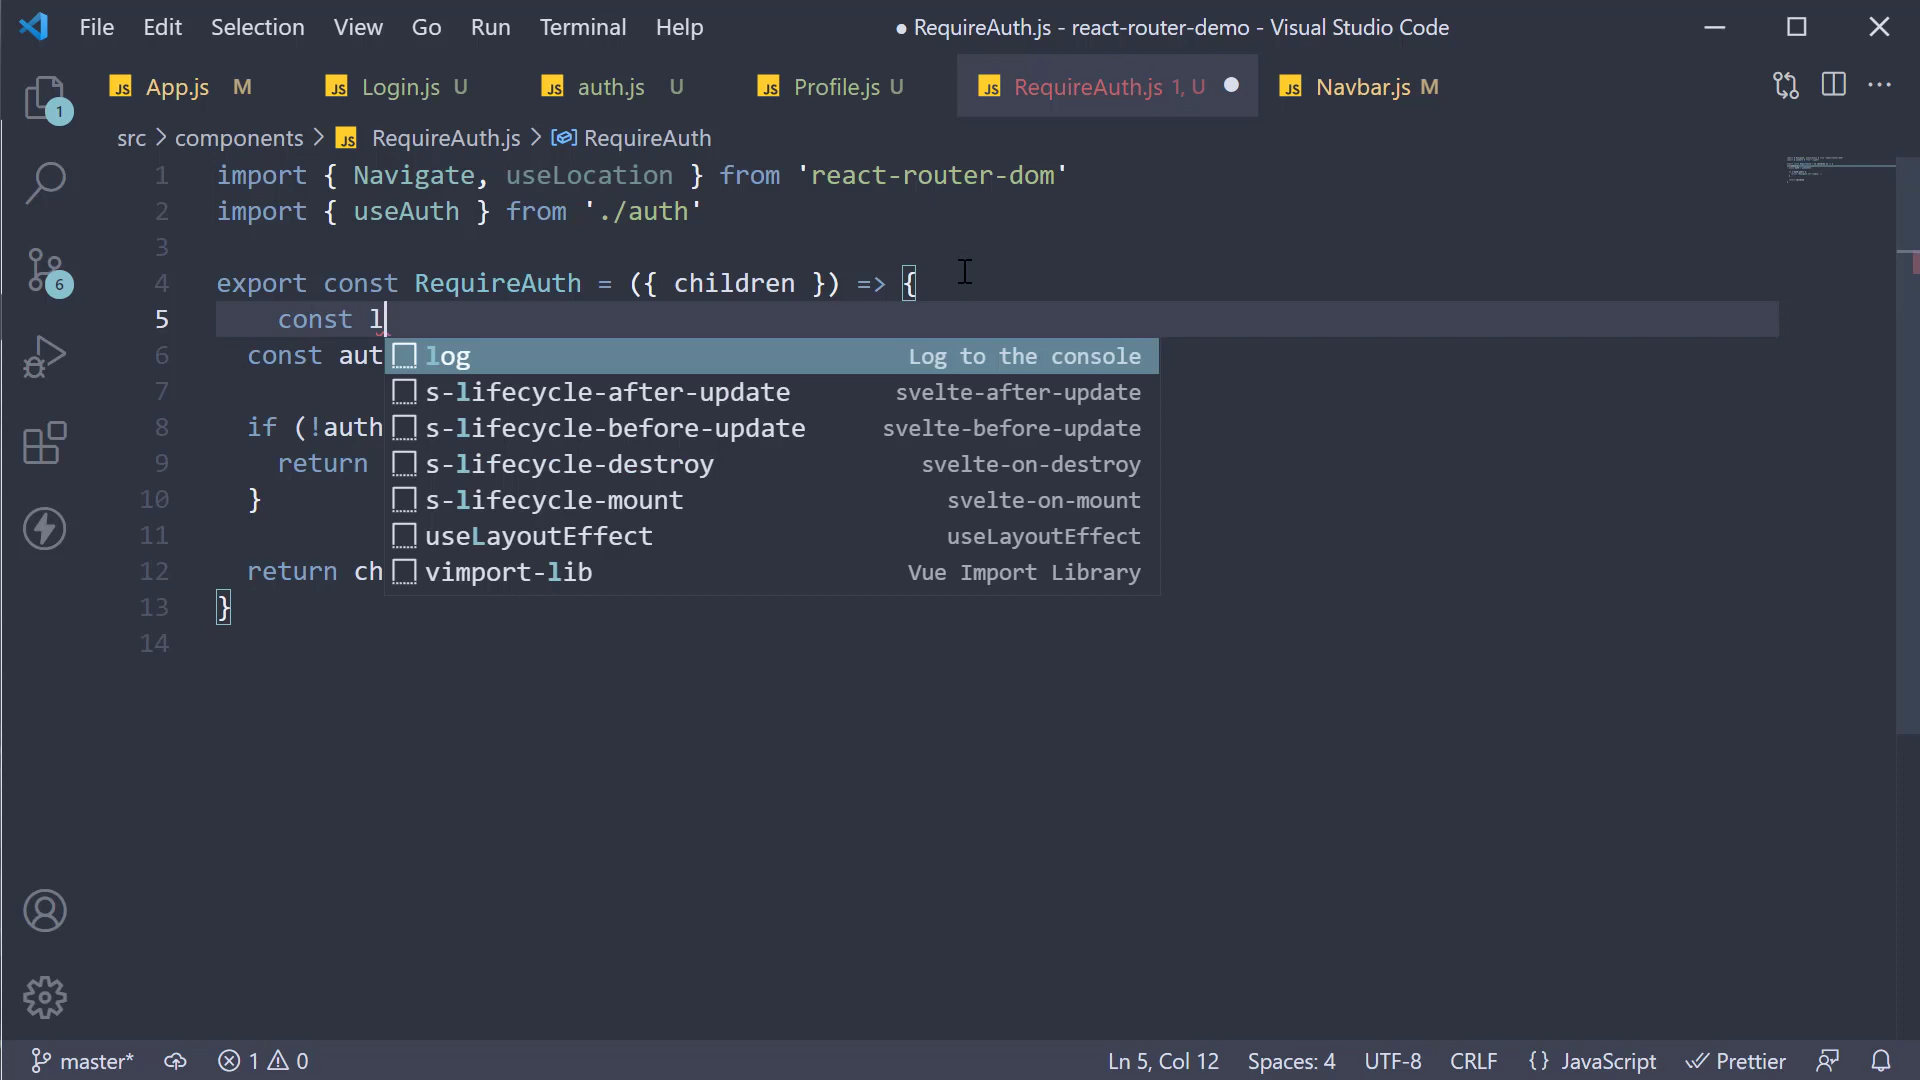 File Edit Selection View Go Run Terminal Help ● RequireAuth.js - react-router-demo - Visual Studio Code
JS App.js M JS Login.js U JS auth.js U JS Profile.js U JS RequireAuth.js 1, U JS Navbar.js M
1
src > components > JS RequireAuth.js > RequireAuth
1 import { Navigate, useLocation } from 'react-router-dom'
2 import { useAuth } from './auth'
3
4 export const RequireAuth = ({ children }) => {
6
5 const l
6 const aut
log Log to the console
7
s-lifecycle-after-update svelte-after-update
8 if (!auth
s-lifecycle-before-update svelte-before-update
9 return
s-lifecycle-destroy svelte-on-destroy
10 }
s-lifecycle-mount svelte-on-mount
11
useLayoutEffect useLayoutEffect
12 return ch
vimport-lib Vue Import Library
13 }
14
master* 1 0 Ln 5, Col 12 Spaces: 4 UTF-8 CRLF {} JavaScript Prettier